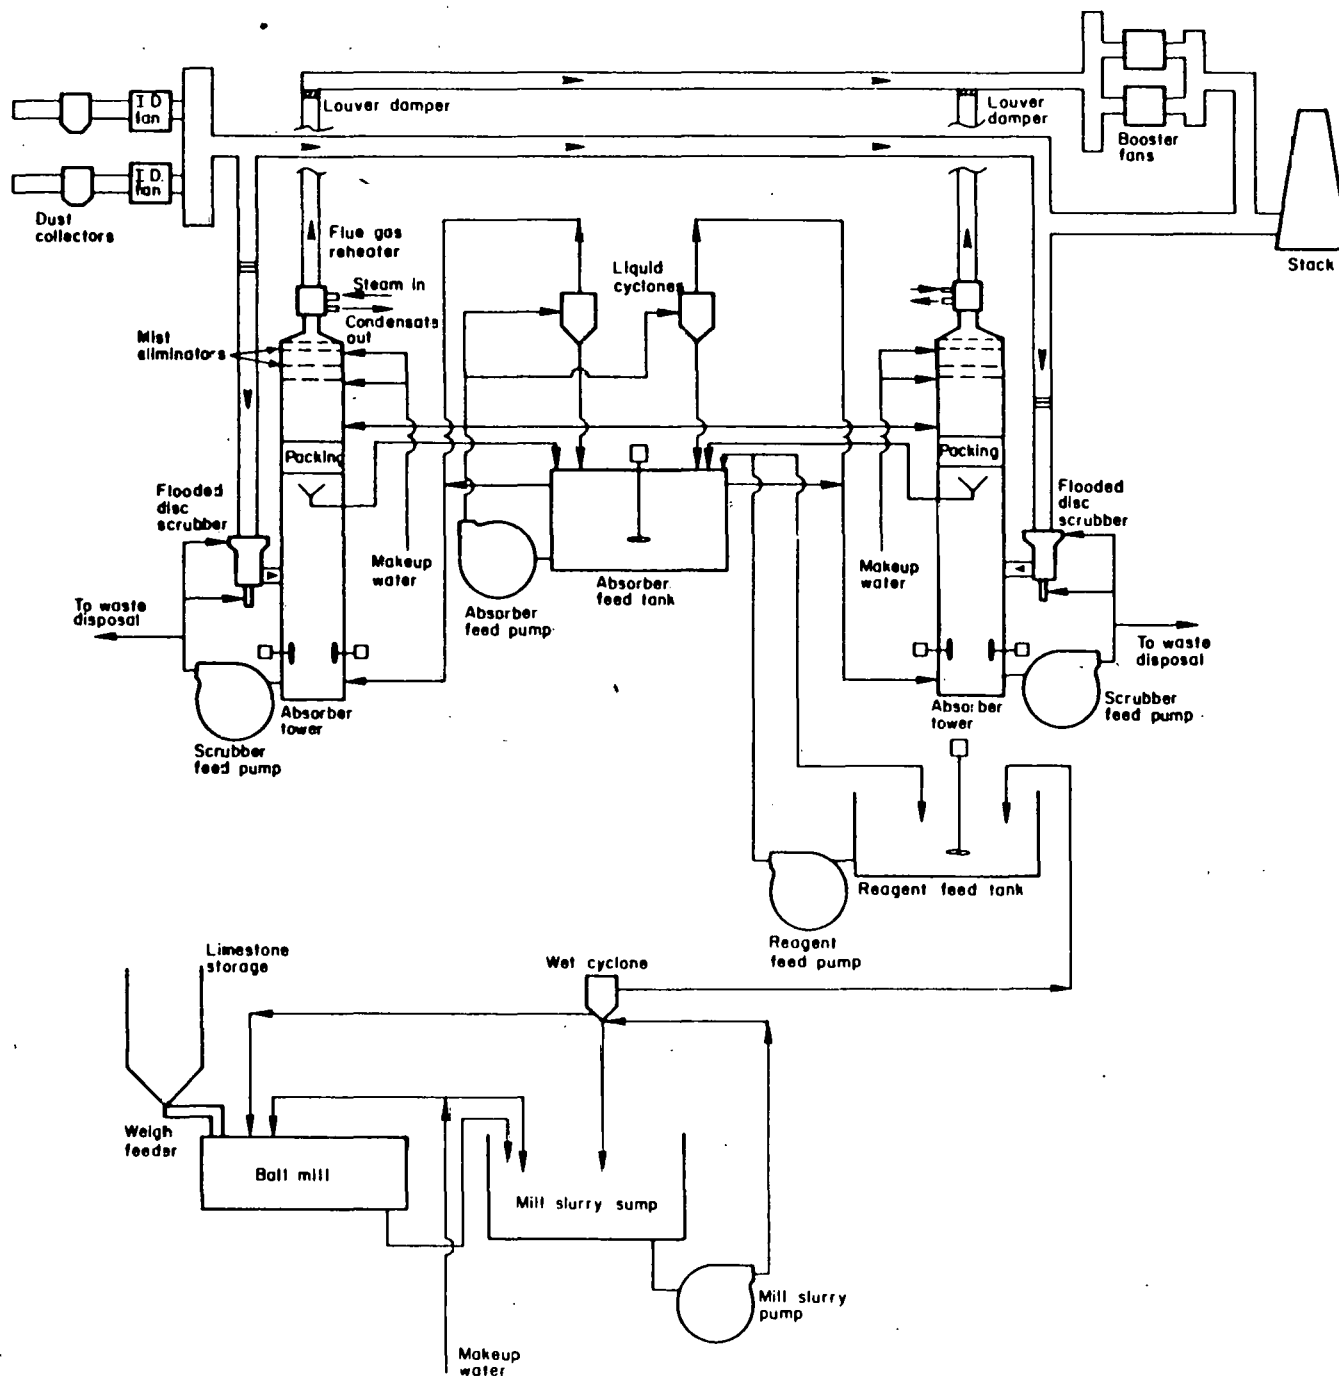 I D
fan
Louver damper
Louver
damper
Booster
fans
I. D.
fan
Dust
collectors
Flue gas
reheater
Steam in
Condensate
out
Liquid
cyclones
Stack
Mist
eliminators
Packing
Packing
Flooded
disc
scrubber
Flooded
disc
scrubber
Makeup
water
Absorber
feed tank
Makeup
water
Absorber
feed pump
To waste
disposal
To waste
disposal
Absorber
tower
Scrubber
feed pump
Absorber
tower
Scrubber
feed pump
Reagent feed tank
Reagent
feed pump
Limestone
storage
Wet cyclone
Weigh
feeder
Ball mill
Mill slurry sump
Mill slurry
pump
Makeup
water